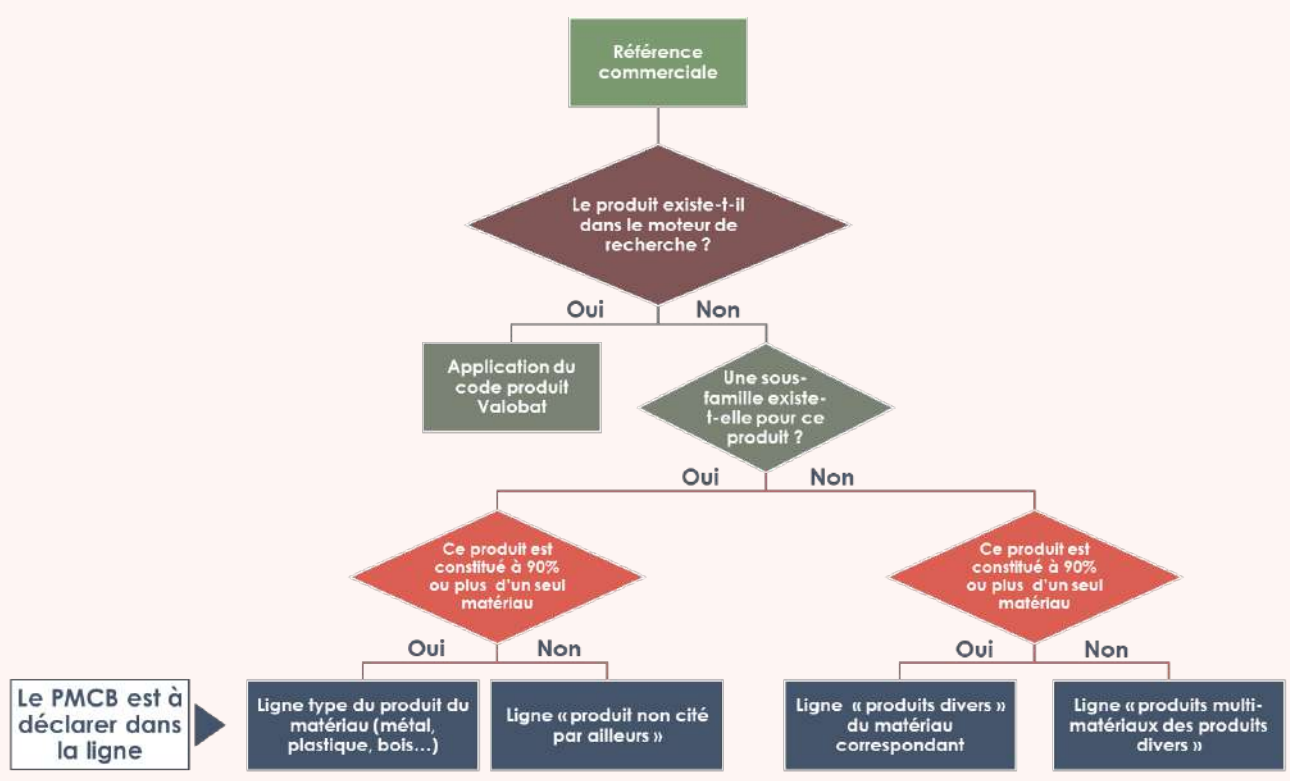 Référence
commerciale
Le produit existe-t-il
dans le moteur de
recherche ?
Oui
Non
Application du
code produit
Valobat
Une sous-
famille existe-
t-elle pour ce
produit ?
Oui
Non
Ce produit est
constitué à 90%
ou plus d'un seul
matériau
Ce produit est
constitué à 90%
ou plus d'un seul
matériau
Oui
Non
Oui
Non
Le PMCB est à
déclarer dans
la ligne
Ligne type du produit du
matériau (métal,
plastique, bois...)
Ligne « produit non cité
par ailleurs »
Ligne « produits divers »
du matériau
correspondant
Ligne « produits multi-
matériaux des produits
divers »